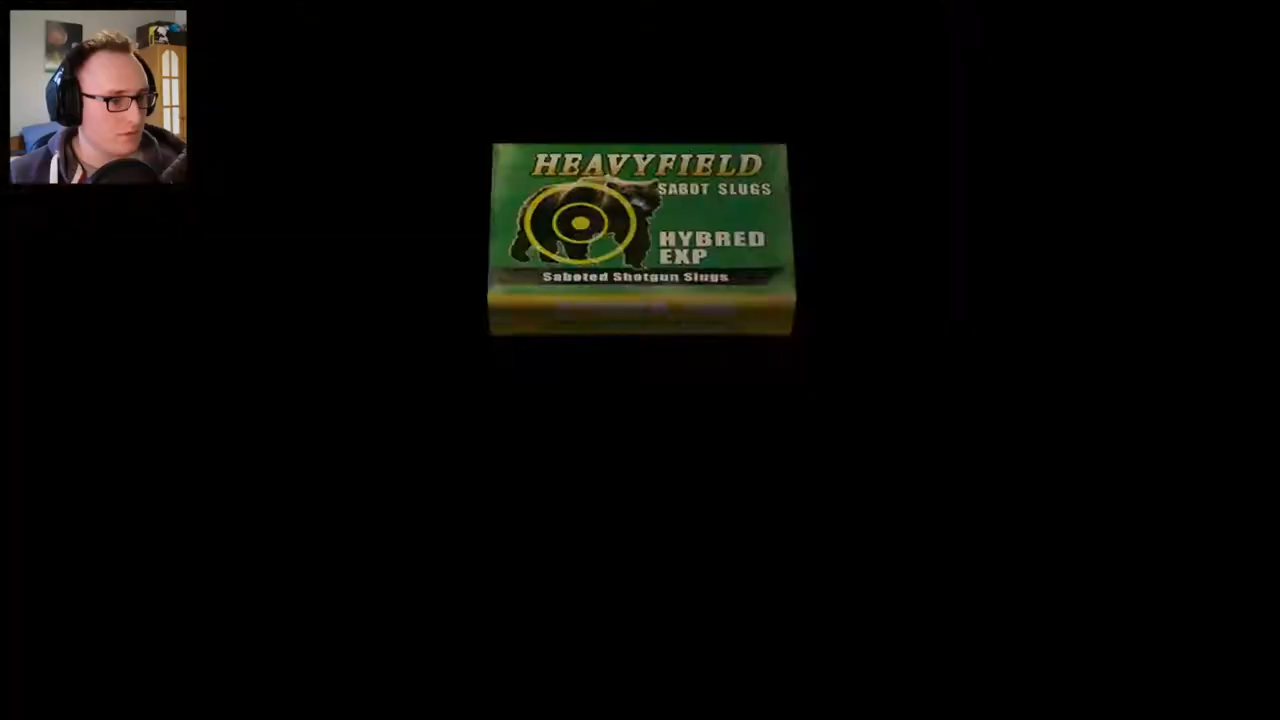 HEAVYFIELD
SABOT SLUGS
HYBRED
EXP
Saboted Shotgun Slugs